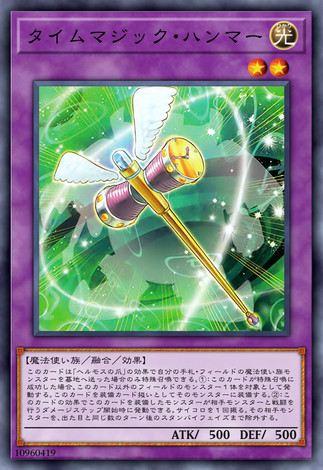 タイムマジック・ハンマー
光
【魔法使い族／融合／効果】
このカードは「ヘルモスの爪」の効果で自分の手札・フィールドの魔法使い族モ
ンスターを墓地へ送った場合のみ特殊召喚できる。①：このカードが特殊召喚に
成功した場合、このカード以外のフィールドのモンスター１体を対象として発
動する。このカードを装備カード扱いとしてそのモンスターに装備する。②：こ
のカードの効果でこのカードを装備したモンスターが相手モンスターと戦闘を
行うダメージステップ開始時に発動できる。サイコロを１回振る。その相手モン
スターを、出た目と同じ数のターン後のスタンバイフェイズまで除外する。
ATK/ 500 DEF/ 500
10960419